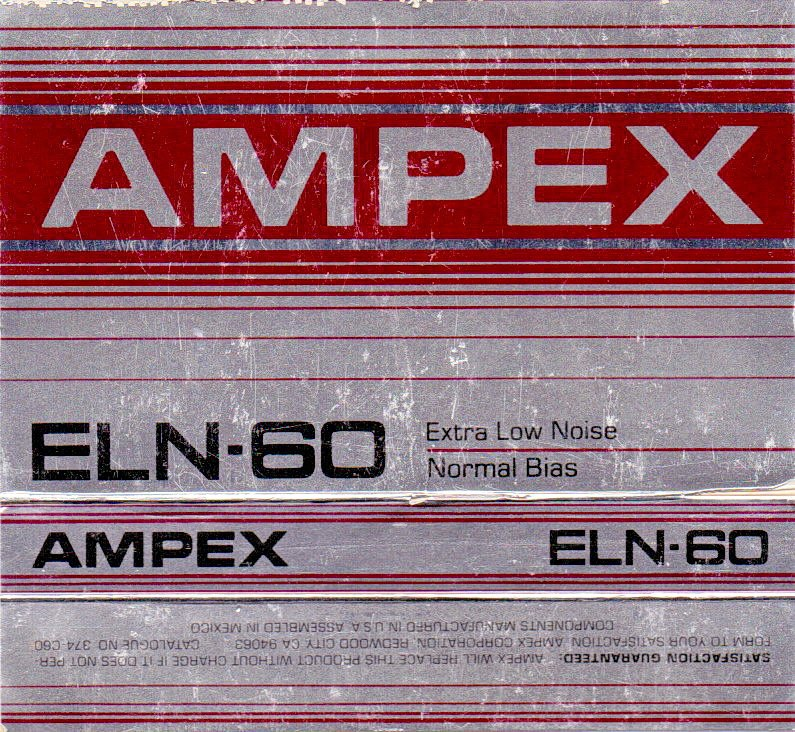 AMPEX
ELN-60
Extra Low Noise
Normal Bias
AMPEX ELN-60
SATISFACTION GUARANTEED: AMPEX WILL REPLACE THIS PRODUCT WITHOUT CHARGE IF IT DOES NOT PER-
FORM TO YOUR SATISFACTION. AMPEX CORPORATION, REDWOOD CITY CA 94063 CATALOGUE NO. 374 C60
COMPONENTS MANUFACTURED IN U.S.A. ASSEMBLED IN MEXICO